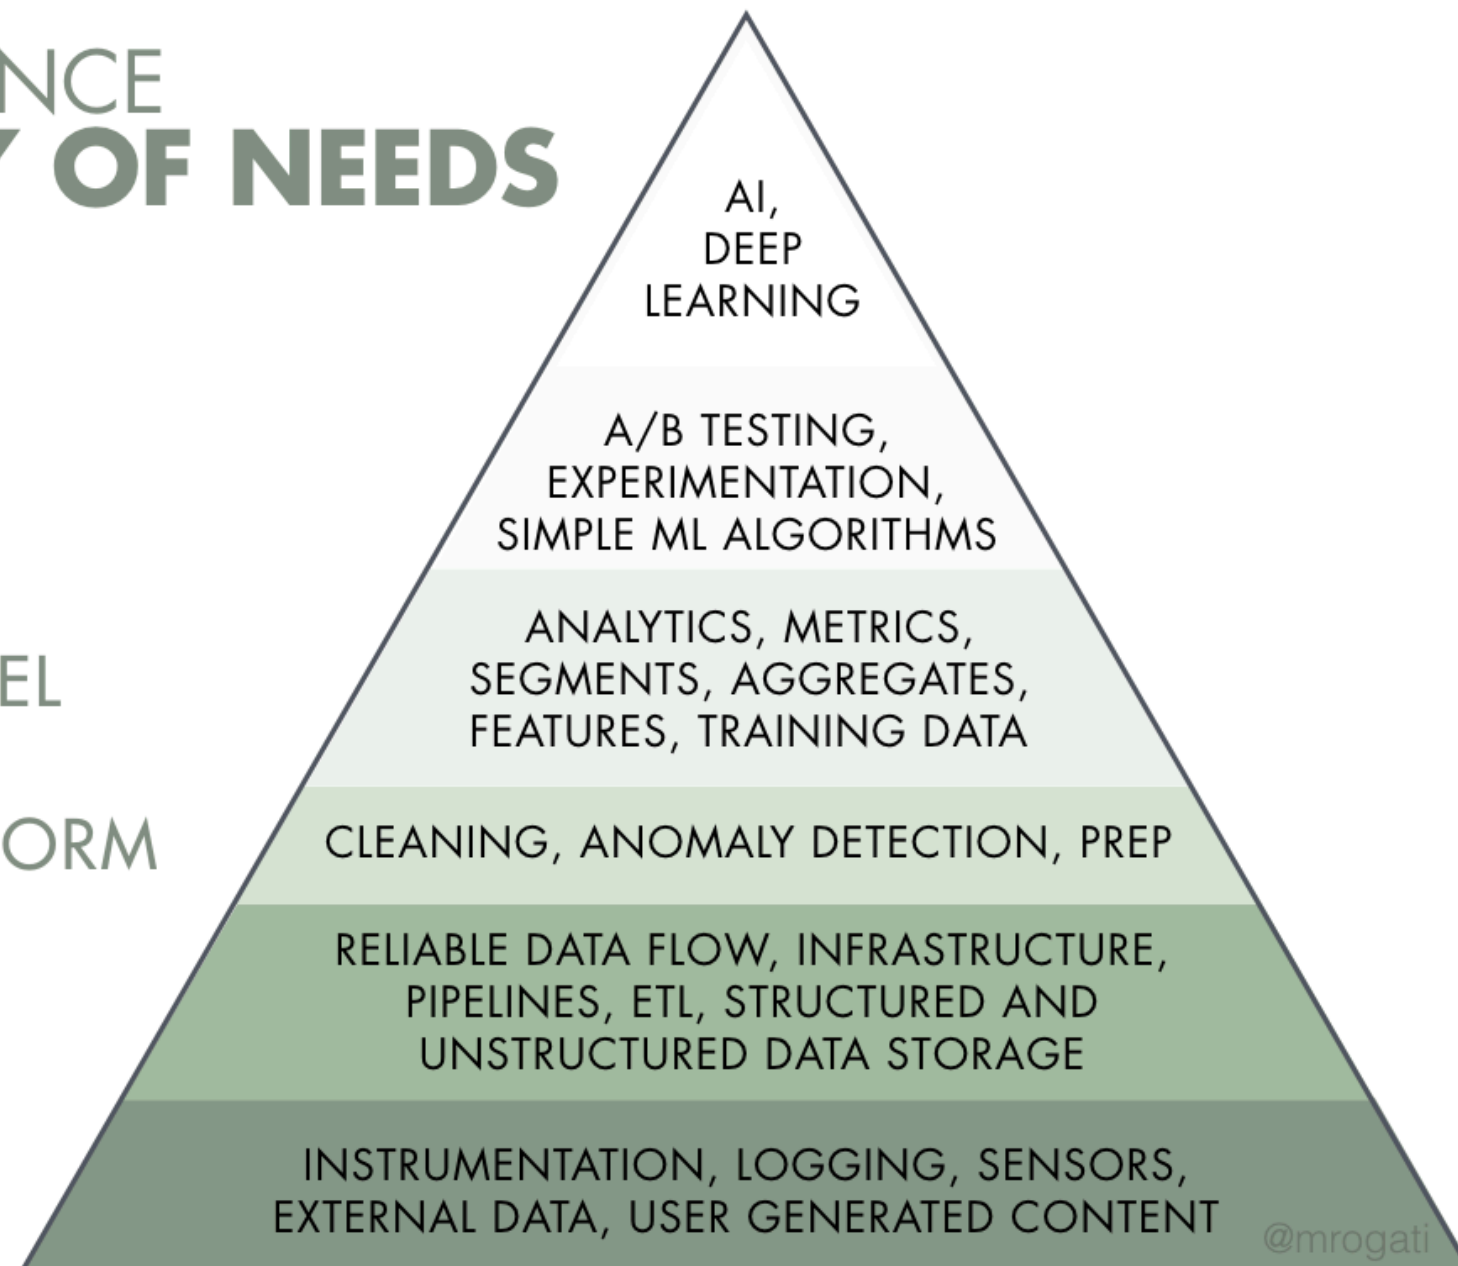 NCE
Y OF NEEDS
AI,
DEEP
LEARNING
A/B TESTING,
EXPERIMENTATION,
SIMPLE ML ALGORITHMS
EL
ANALYTICS, METRICS,
SEGMENTS, AGGREGATES,
FEATURES, TRAINING DATA
ORM
CLEANING, ANOMALY DETECTION, PREP
RELIABLE DATA FLOW, INFRASTRUCTURE,
PIPELINES, ETL, STRUCTURED AND
UNSTRUCTURED DATA STORAGE
INSTRUMENTATION, LOGGING, SENSORS,
EXTERNAL DATA, USER GENERATED CONTENT
@mrogati